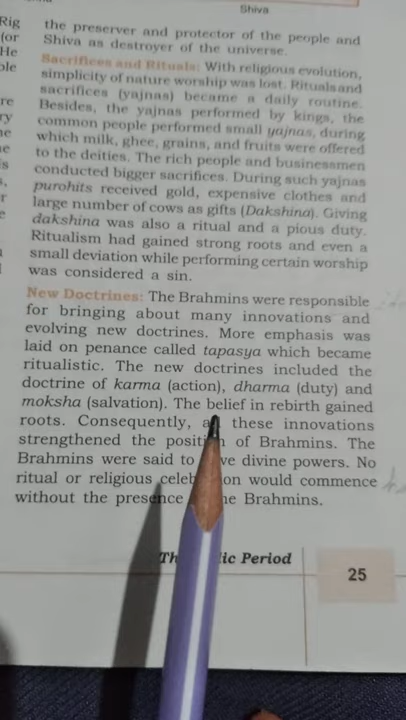 Shiva
Rig
(or
He
ple
re
ry
ne
ne
is
s,
r
e
the preserver and protector of the people and
Shiva as destroyer of the universe.
Sacrifices and Rituals: With religious evolution,
simplicity of nature worship was lost. Rituals and
sacrifices (yajnas) became a daily routine.
Besides, the yajnas performed by kings, the
common people performed small yajnas, during
which milk, ghee, grains, and fruits were offered
to the deities. The rich people and businessmen
conducted bigger sacrifices. During such yajnas
purohits received gold, expensive clothes and
large number of cows as gifts (Dakshina). Giving
dakshina was also a ritual and a pious duty.
Ritualism had gained strong roots and even a
small deviation while performing certain worship
was considered a sin.
New Doctrines: The Brahmins were responsible
for bringing about many innovations and
evolving new doctrines. More emphasis was
laid on penance called tapasya which became
ritualistic. The new doctrines included the
doctrine of karma (action), dharma (duty) and
moksha (salvation). The belief in rebirth gained
roots. Consequently, these innovations
strengthened the of Brahmins. The
Brahmins were said to divine powers. No
ritual or religious would commence
without the presence Brahmins.
Period
25